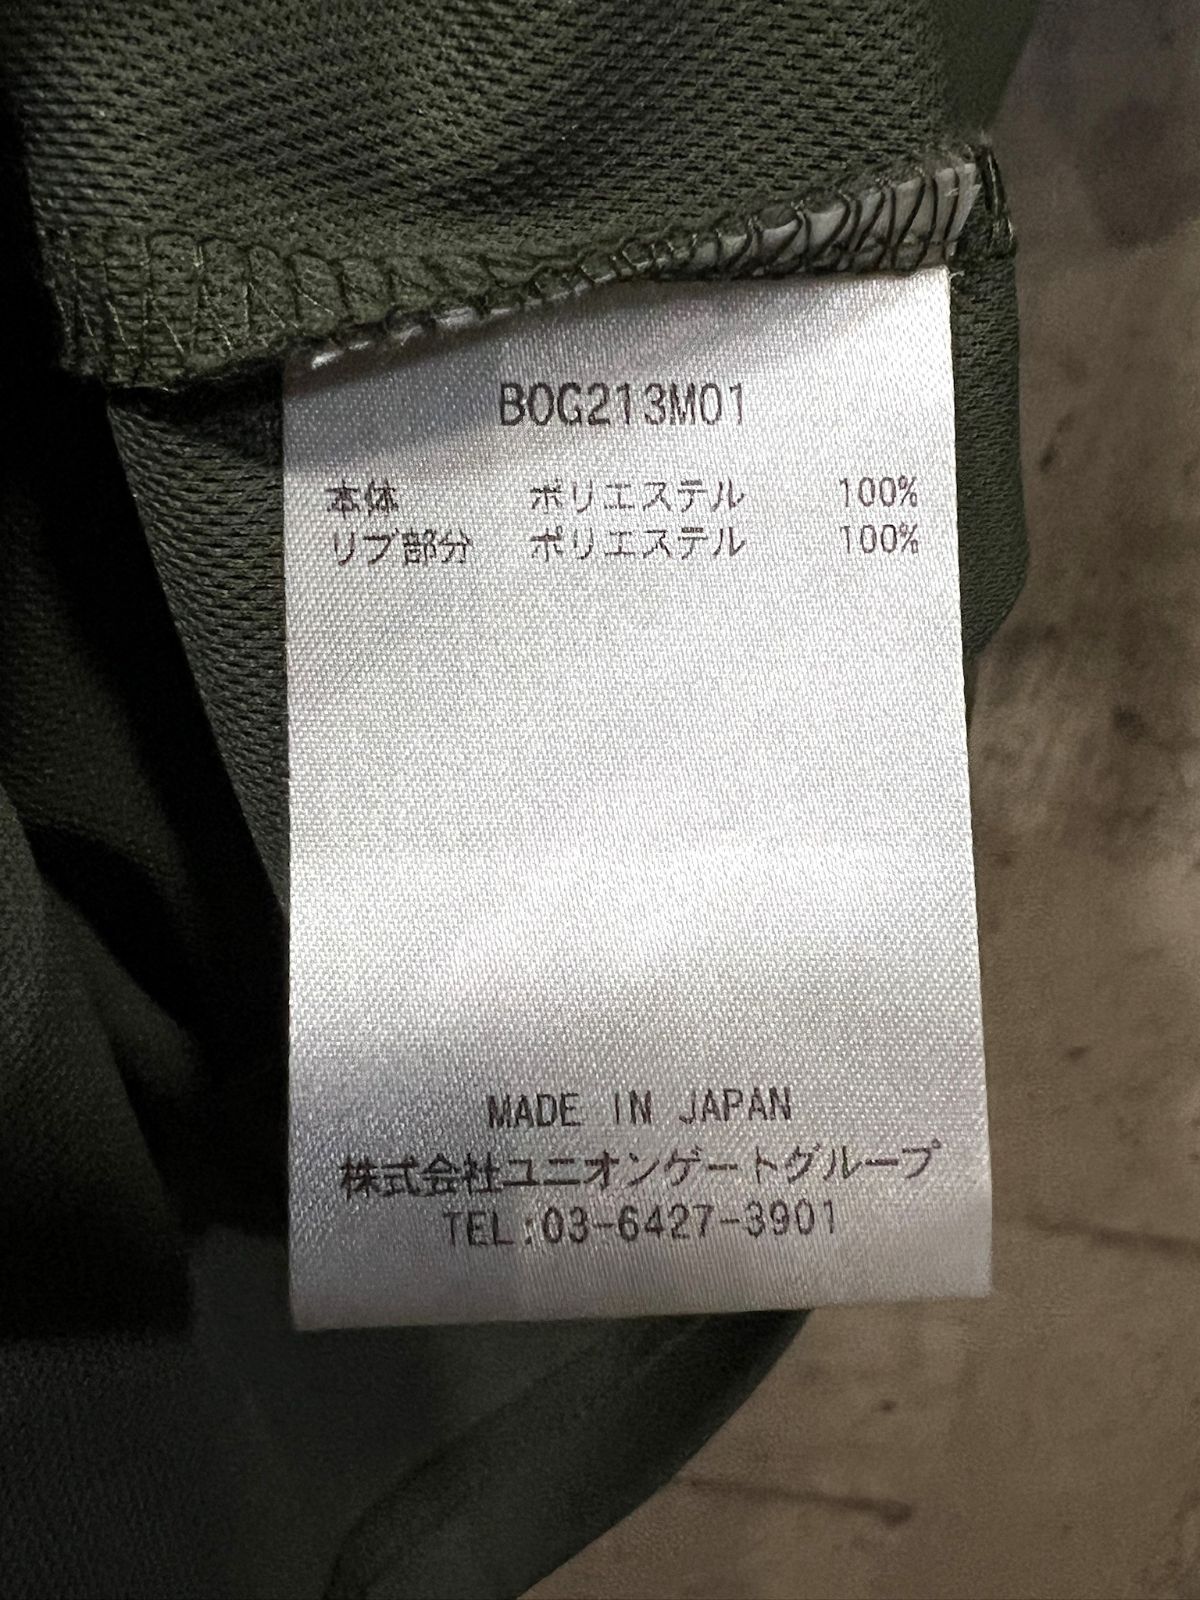 BOG213M01
本体 ポリエステル 100%
リブ部分 ポリエステル 100%
MADE IN JAPAN
株式会社ユニオンゲートグループ
TEL:03-6427-3901